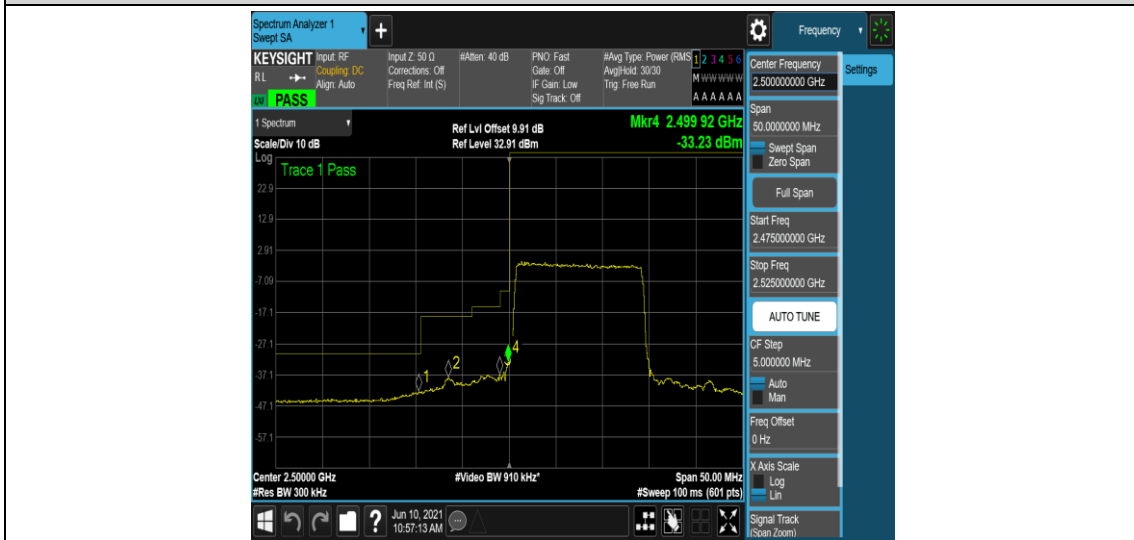 Spectrum Analyzer 1
Swept SA
+
Frequency
KEYSIGHT
RL
LXI
PASS
Input: RF
Coupling: DC
Align: Auto
Input Z: 50 Ω
Corrections: Off
Freq Ref: Int (S)
#Atten: 40 dB
PNO: Fast
Gate: Off
IF Gain: Low
Sig Track: Off
#Avg Type: Power (RMS
Avg|Hold: 30/30
Trig: Free Run
1 2 3 4 5 6
M W W W W W
A A A A A A
1 Spectrum
Scale/Div 10 dB
Ref Lvl Offset 9.91 dB
Ref Level 32.91 dBm
Mkr4 2.499 92 GHz
-33.23 dBm
Log
Trace 1 Pass
22.9
12.9
2.91
-7.09
-17.1
-27.1
-37.1
-47.1
-57.1
1
2
4
Center 2.50000 GHz
#Res BW 300 kHz
#Video BW 910 kHz*
Span 50.00 MHz
#Sweep 100 ms (601 pts)
Center Frequency
2.500000000 GHz
Settings
Span
50.0000000 MHz
Swept Span
Zero Span
Full Span
Start Freq
2.475000000 GHz
Stop Freq
2.525000000 GHz
AUTO TUNE
CF Step
5.000000 MHz
Auto
Man
Freq Offset
0 Hz
X Axis Scale
Log
Lin
Signal Track
(Span Zoom)
?
Jun 10, 2021
10:57:13 AM